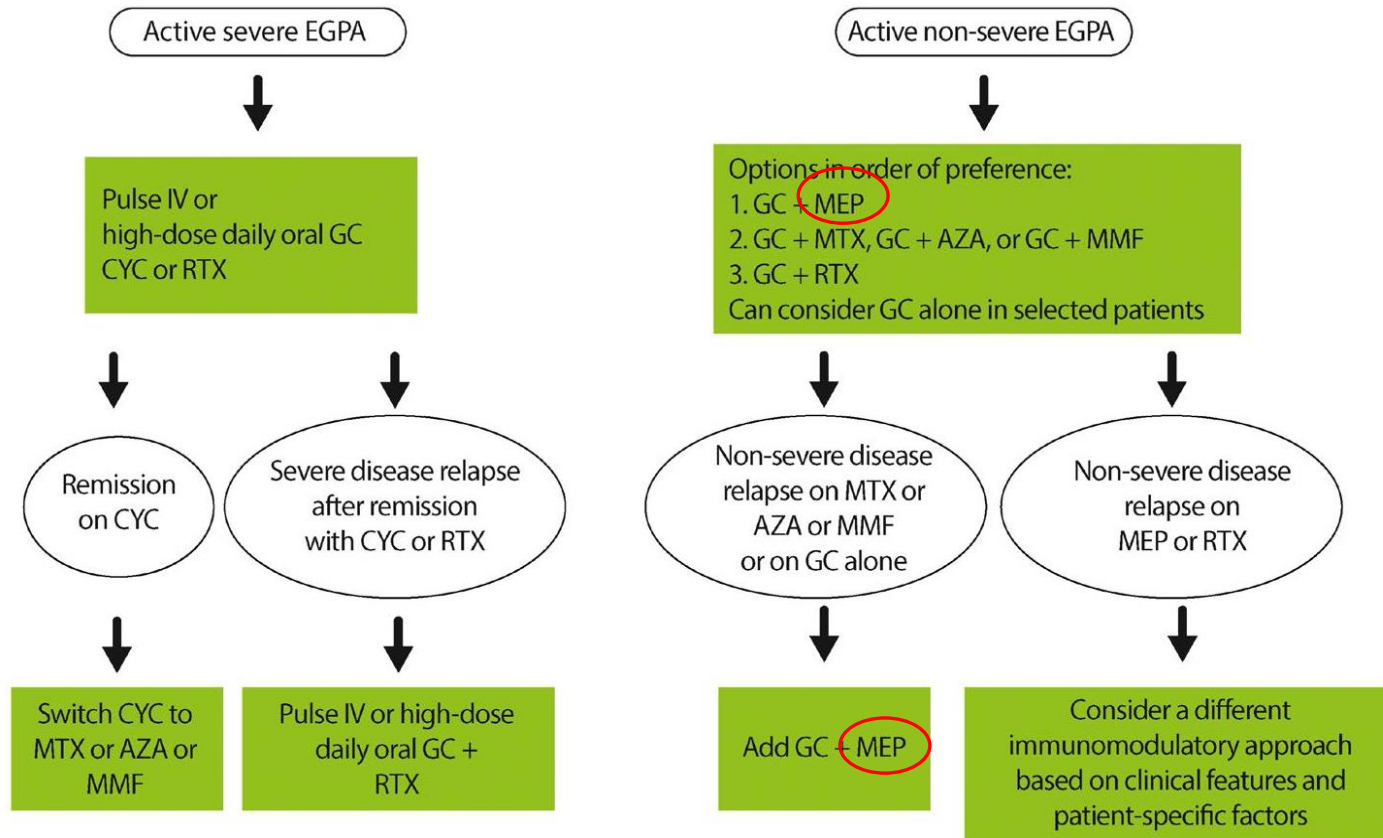 Active severe EGPA
Pulse IV or
high-dose daily oral GC
CYC or RTX
Remission
on CYC
Severe disease relapse
after remission
with CYC or RTX
Switch CYC to
MTX or AZA or
MMF
Pulse IV or high-dose
daily oral GC +
RTX
Active non-severe EGPA
Options in order of preference:
1. GC + MEP
2. GC + MTX, GC + AZA, or GC + MMF
3. GC + RTX
Can consider GC alone in selected patients
Non-severe disease
relapse on MTX or
AZA or MMF
or on GC alone
Non-severe disease
relapse on
MEP or RTX
Add GC + MEP
Consider a different
immunomodulatory approach
based on clinical features and
patient-specific factors